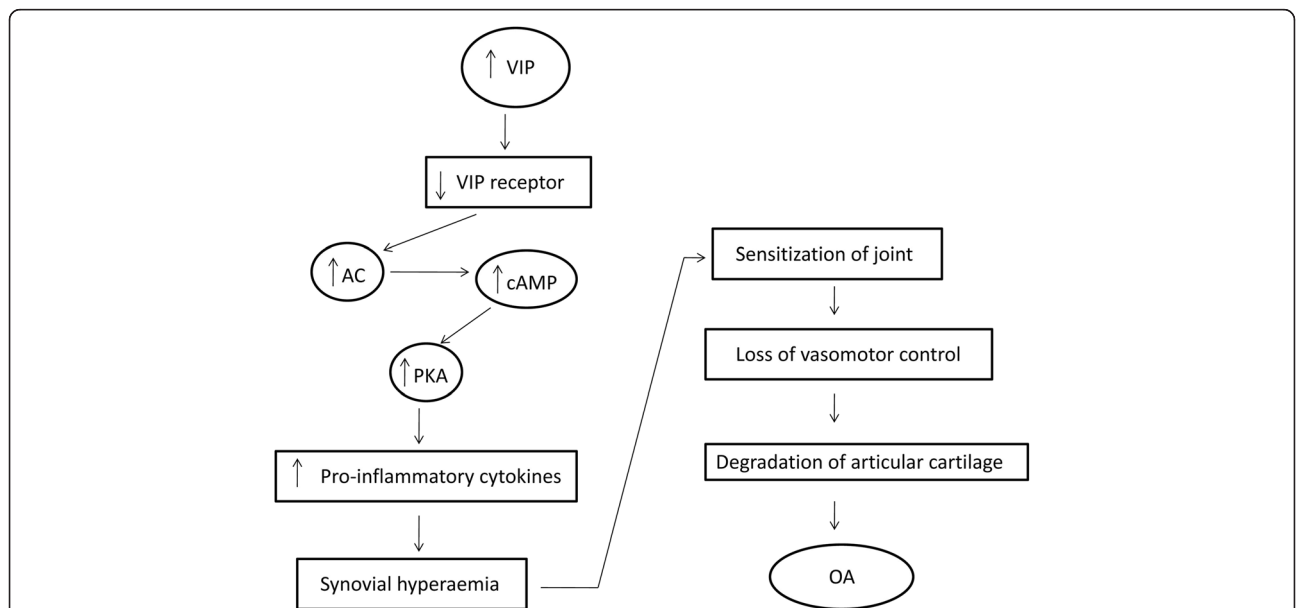 ↑ VIP
↓ VIP receptor
↑ AC
↑ cAMP
↑ PKA
↑ Pro-inflammatory cytokines
Synovial hyperaemia
Sensitization of joint
Loss of vasomotor control
Degradation of articular cartilage
OA